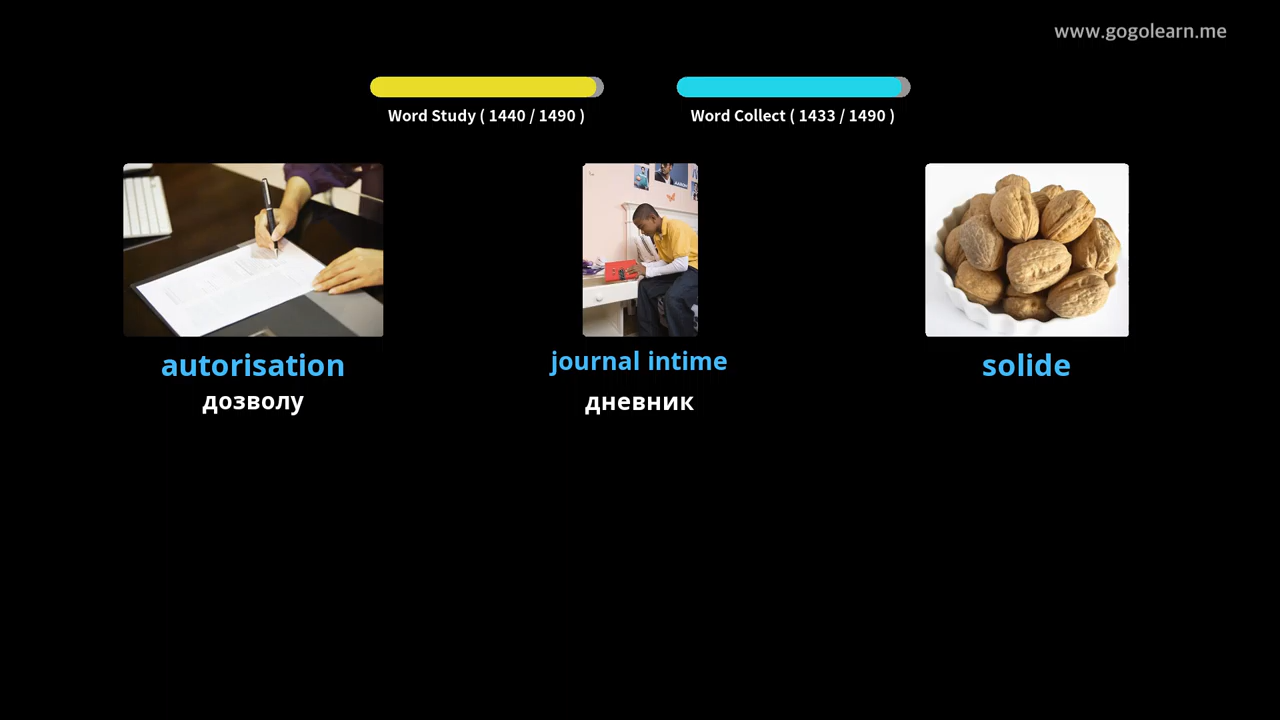 www.gogolearn.me
Word Study ( 1440 / 1490 )
Word Collect ( 1433 / 1490 )
autorisation
дозволу
journal intime
дневник
solide